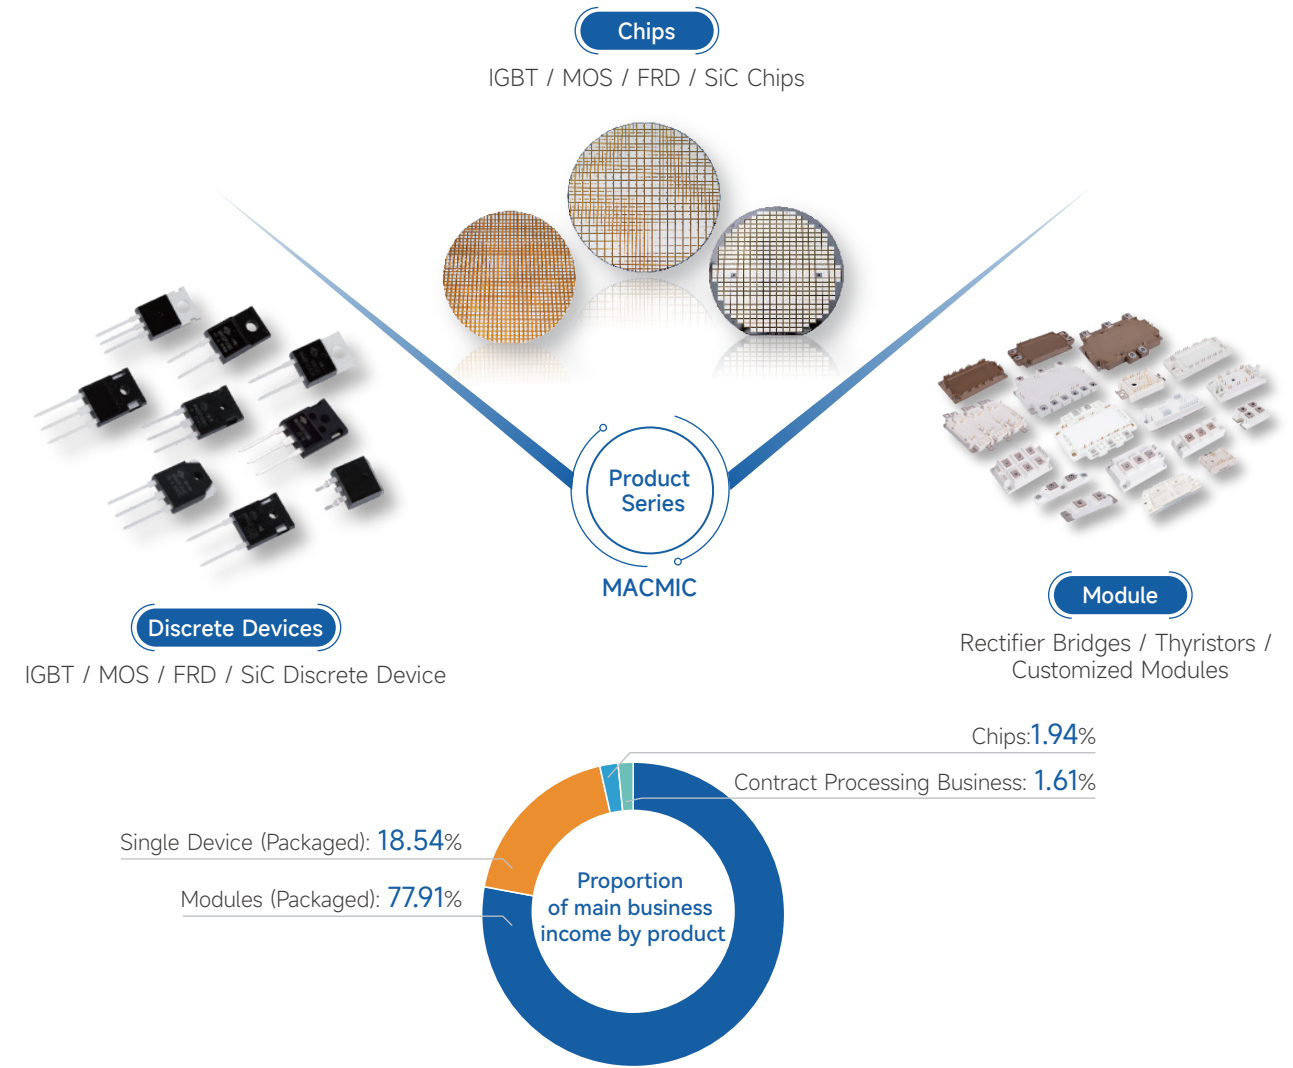 Chips
IGBT / MOS / FRD / SiC Chips
Product
Series
MACMIC
Discrete Devices
IGBT / MOS / FRD / SiC Discrete Device
Module
Rectifier Bridges / Thyristors /
Customized Modules
Chips:1.94%
Contract Processing Business: 1.61%
Single Device (Packaged): 18.54%
Modules (Packaged): 77.91%
Proportion
of main business
income by product